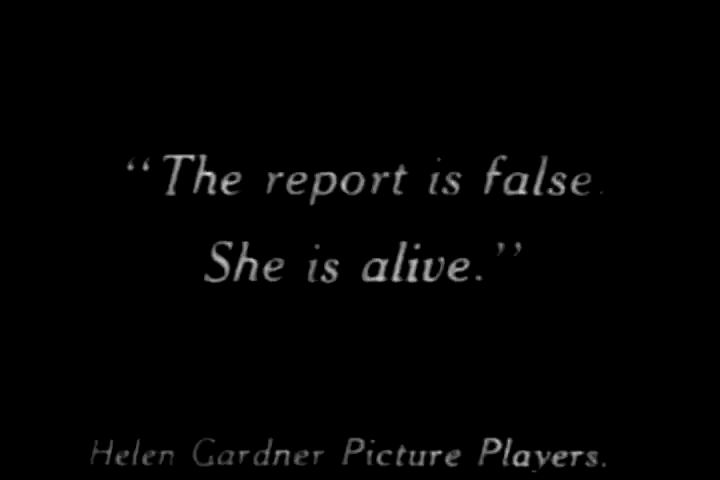 “The report is false.
She is alive.”
Helen Gardner Picture Players.